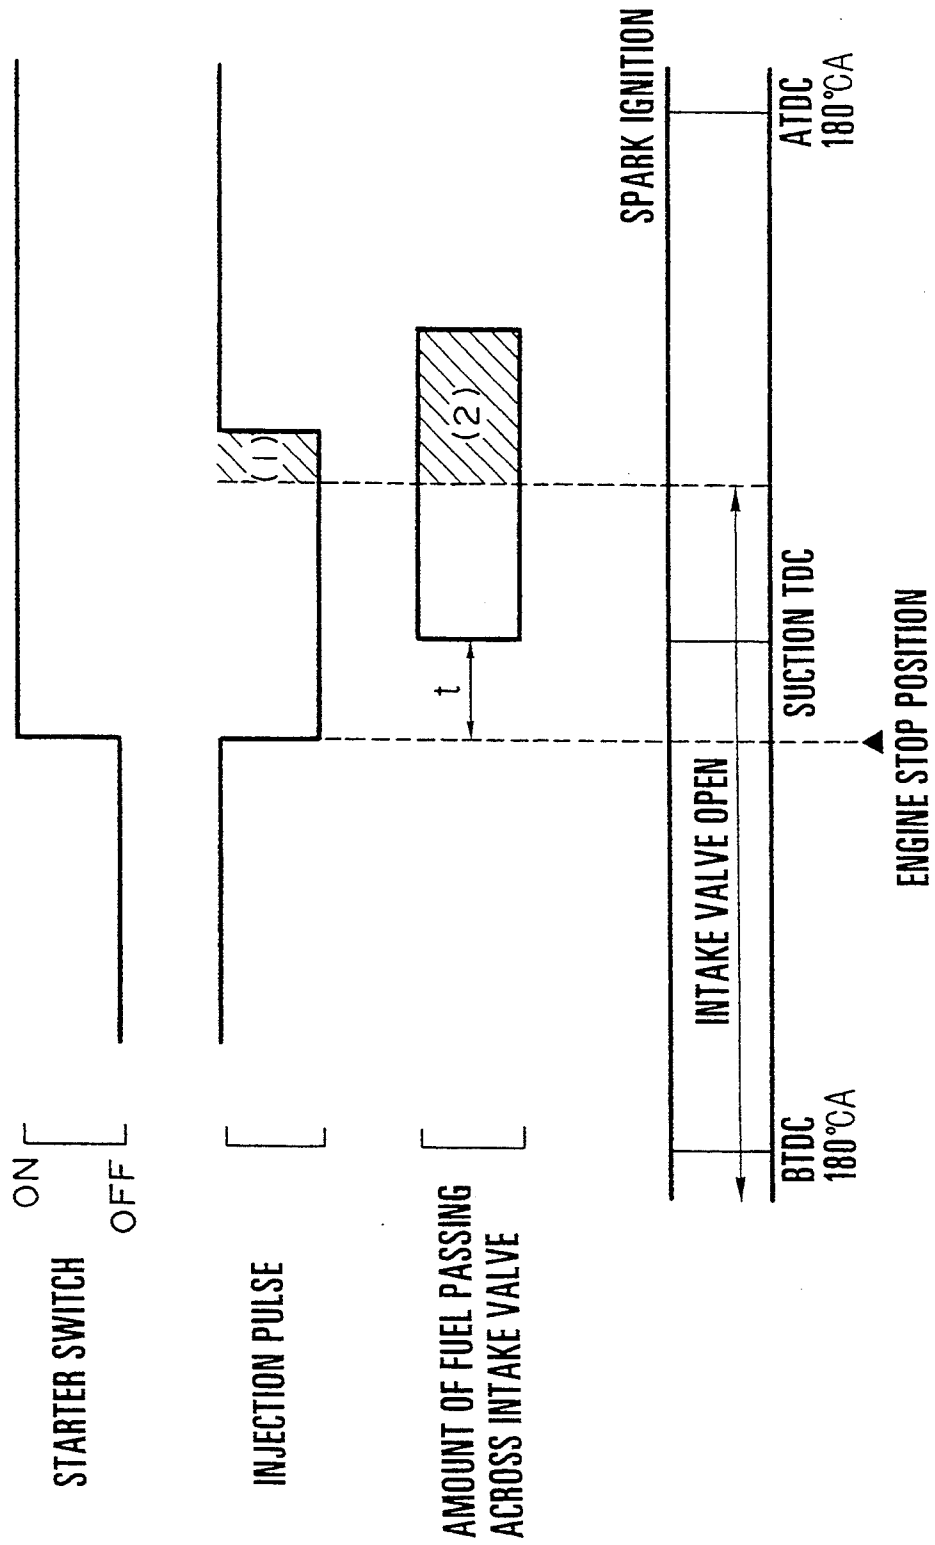 STARTER SWITCH
ON
OFF
INJECTION PULSE
(1)
AMOUNT OF FUEL PASSING
ACROSS INTAKE VALVE
t
(2)
SPARK IGNITION
INTAKE VALVE OPEN
BTDC
180°CA
SUCTION TDC
ATDC
180°CA
ENGINE STOP POSITION